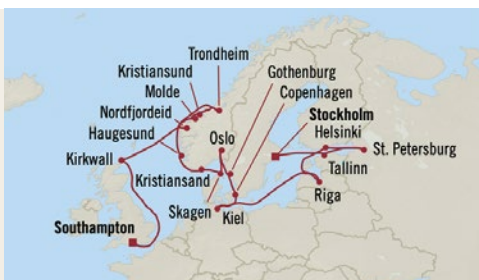 Trondheim
Kristiansund
Molde
Nordfjordeid
Haugesund
Kirkwall
Kristiansand
Southampton
Skagen
Oslo
Kiel
Gothenburg
Copenhagen
Stockholm
Helsinki
St. Petersburg
Tallinn
Riga